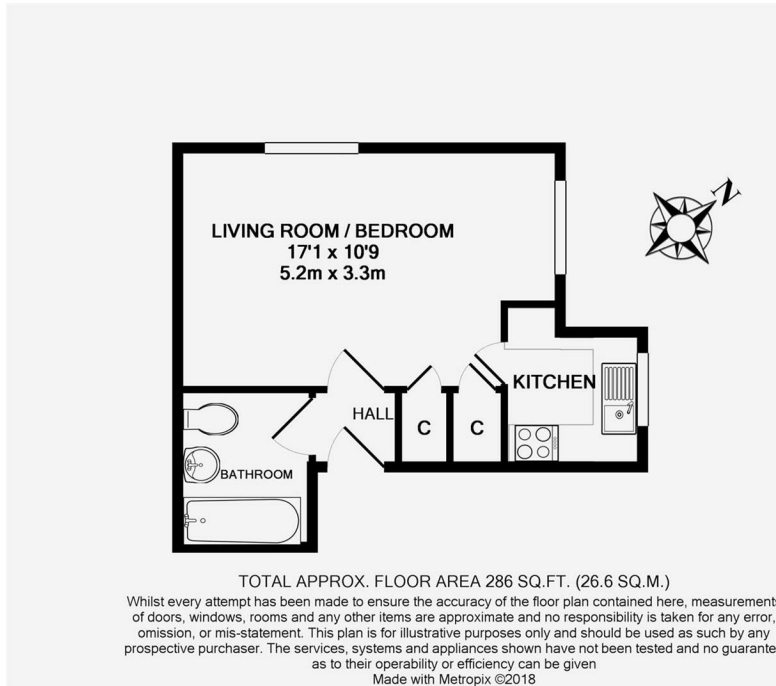 N
LIVING ROOM / BEDROOM
17'1 x 10'9
5.2m x 3.3m
KITCHEN
HALL
C
C
BATHROOM
TOTAL APPROX. FLOOR AREA 286 SQ.FT. (26.6 SQ.M.)
Whilst every attempt has been made to ensure the accuracy of the floor plan contained here, measurements
of doors, windows, rooms and any other items are approximate and no responsibility is taken for any error,
omission, or mis-statement. This plan is for illustrative purposes only and should be used as such by any
prospective purchaser. The services, systems and appliances shown have not been tested and no guarante
as to their operability or efficiency can be given
Made with Metropix ©2018